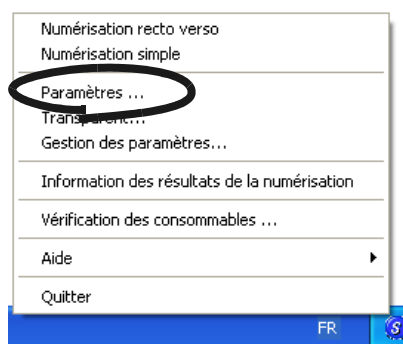 Numérisation recto verso
Numérisation simple
Paramètres ...
Transparent...
Gestion des paramètres...
Information des résultats de la numérisation
Vérification des consommables ...
Aide
Quitter
FR
S